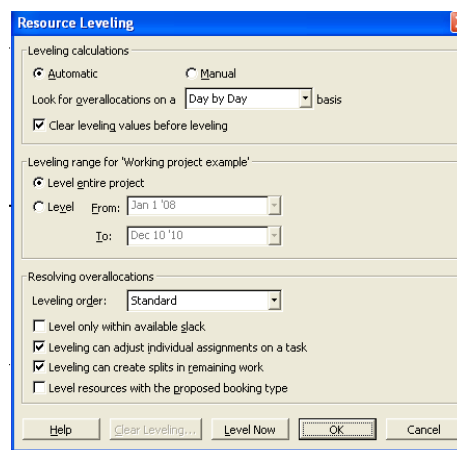 Resource Leveling
Leveling calculations
Automatic Manual
Look for overallocations on a Day by Day basis
Clear leveling values before leveling
Leveling range for 'Working project example'
Level entire project
Level From: Jan 1 '08
To: Dec 10 '10
Resolving overallocations
Leveling order: Standard
Level only within available slack
Leveling can adjust individual assignments on a task
Leveling can create splits in remaining work
Level resources with the proposed booking type
Help Clear Leveling... Level Now OK Cancel